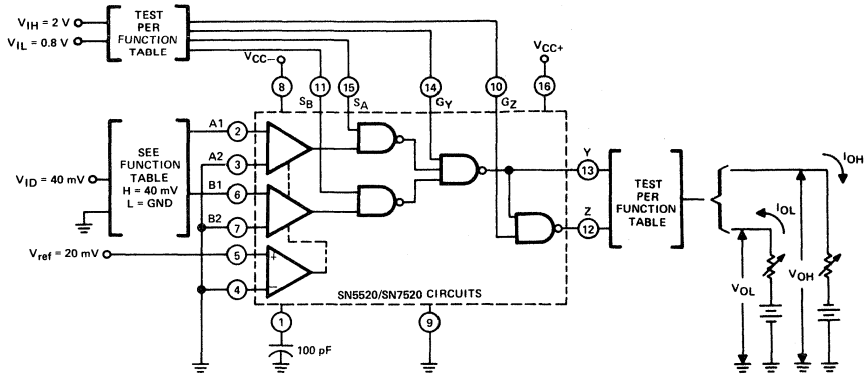 V_IH = 2 V
V_IL = 0.8 V
TEST
PER
FUNCTION
TABLE
V_CC–
8
11
S_B
15
S_A
14
G_Y
10
G_Z
V_CC+
16
V_ID = 40 mV
SEE
FUNCTION
TABLE
H = 40 mV
L = GND
A1
2
A2
3
B1
6
B2
7
V_ref = 20 mV
5
+
4
–
Y
13
Z
12
SN5520/SN7520 CIRCUITS
1
100 pF
9
TEST
PER
FUNCTION
TABLE
I_OH
I_OL
V_OL
V_OH